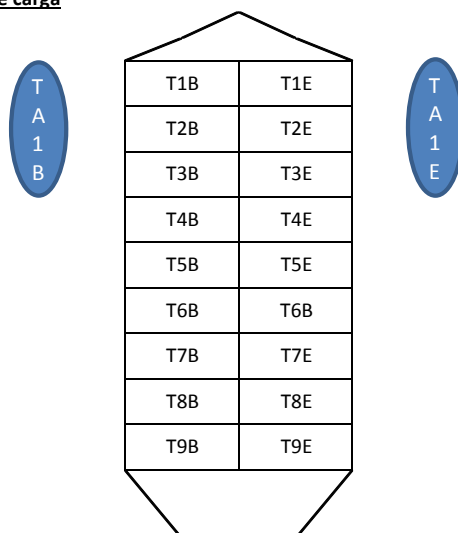 e carga
T1B T1E
T2B T2E
T3B T3E
T4B T4E
T5B T5E
T6B T6B
T7B T7E
T8B T8E
T9B T9E
T
A
1
B
T
A
1
E